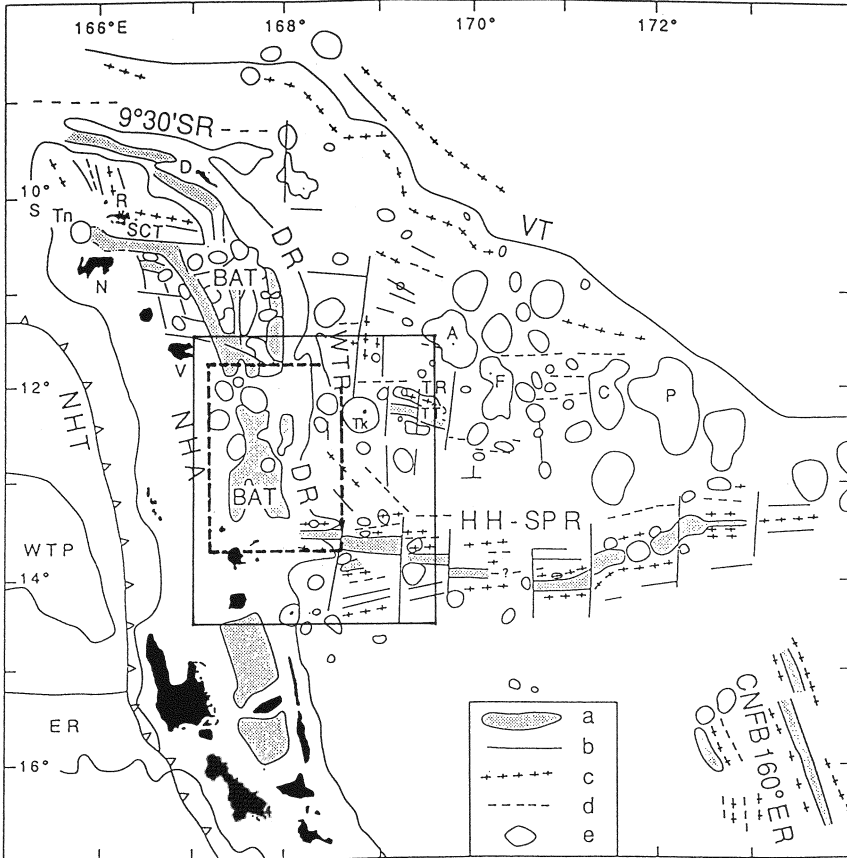 166°E 168° 170° 172°
9°30'SR
D
10°
R
S Tn
SCT
VT
DR
BAT
N
A
WTR
V
12°
TR
F
C
P
Tk
TT
NHT
NHA
BAT
DR
HH-SPR
WTP
14°
?
CNFB 160°ER
ER
a
b
16°
c
d
e